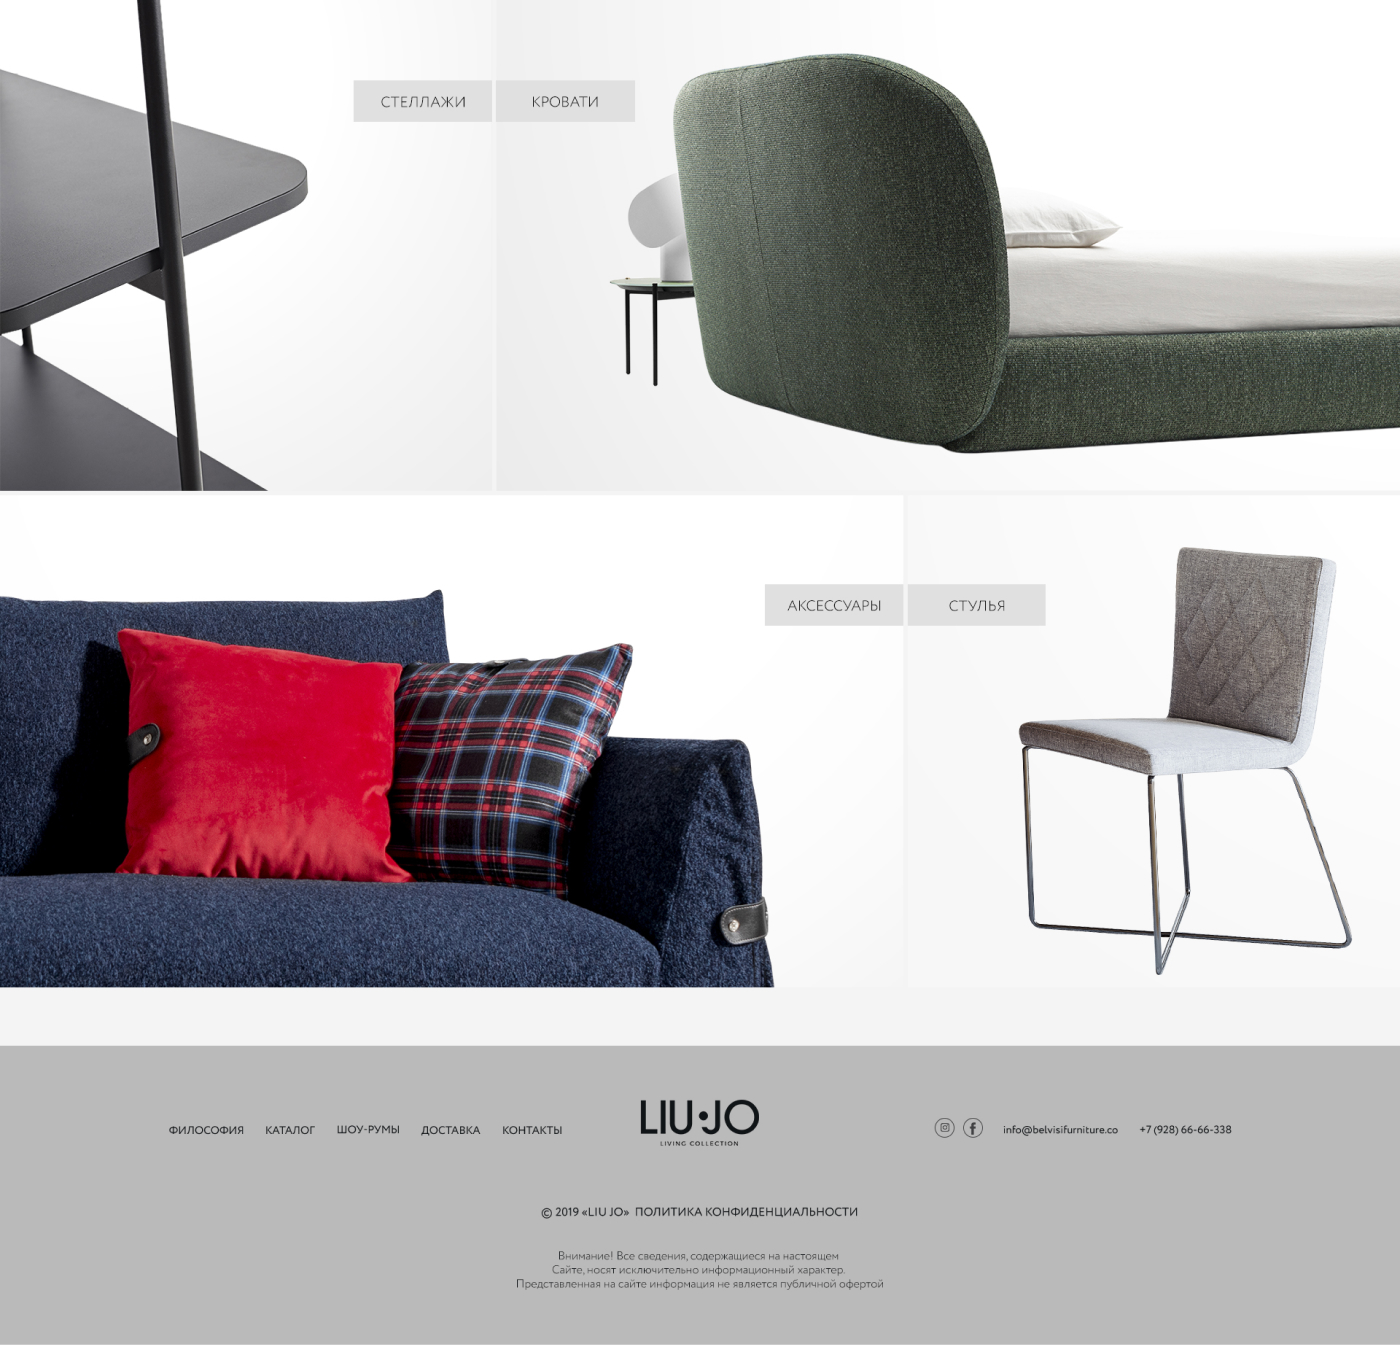 СТЕЛЛАЖИ
КРОВАТИ
АКСЕССУАРЫ
СТУЛЬЯ
ФИЛОСОФИЯ
КАТАЛОГ
ШОУ-РУМЫ
ДОСТАВКА
КОНТАКТЫ
LIU·JO
LIVING COLLECTION
info@belvisifurniture.co
+7 (928) 66-66-338
© 2019 «LIU JO» ПОЛИТИКА КОНФИДЕНЦИАЛЬНОСТИ
Внимание! Все сведения, содержащиеся на настоящем
Сайте, носят исключительно информационный характер.
Представленная на сайте информация не является публичной офертой